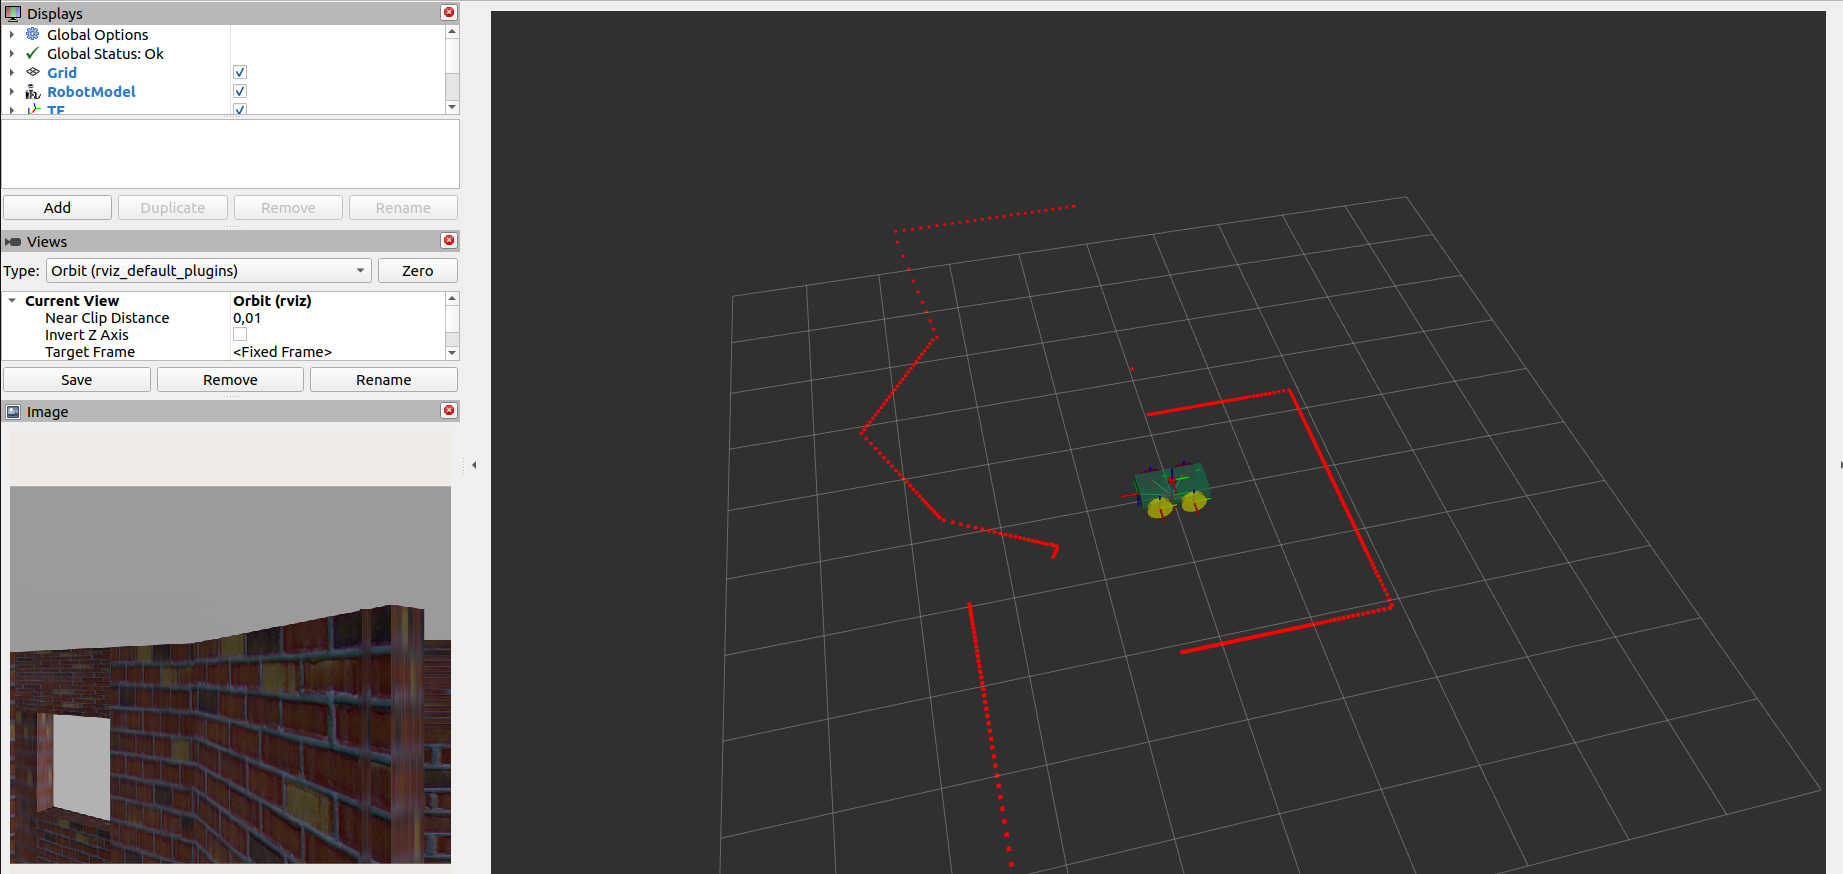 Displays
Global Options
Global Status: Ok
Grid
RobotModel
TF
Add
Duplicate
Remove
Rename
Views
Type:
Orbit (rviz_default_plugins)
Zero
Current View
Orbit (rviz)
Near Clip Distance
0,01
Invert Z Axis
Target Frame
<Fixed Frame>
Save
Remove
Rename
Image